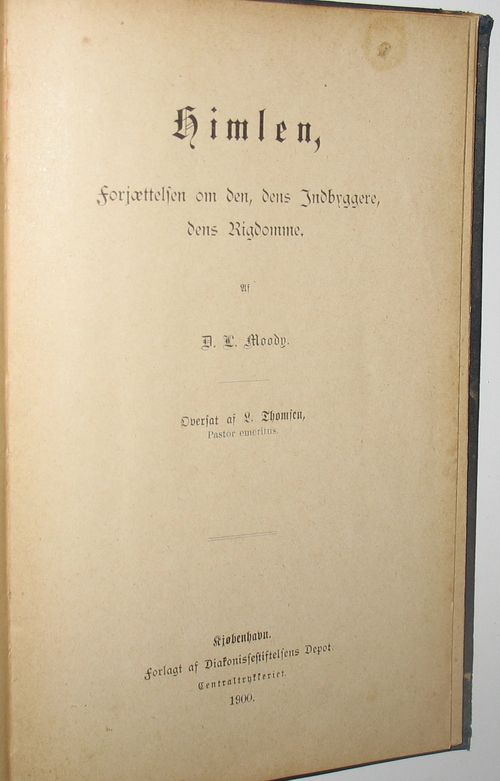 Himlen,
Forjættelsen om den, dens Indbyggere,
dens Rigdomme.
Af
D. L. Moody.
Oversat af L. Thomsen,
Pastor emeritus.
Kjøbenhavn.
Forlagt af Diakonissestiftelsens Depot.
Centraltrykkeriet.
1900.